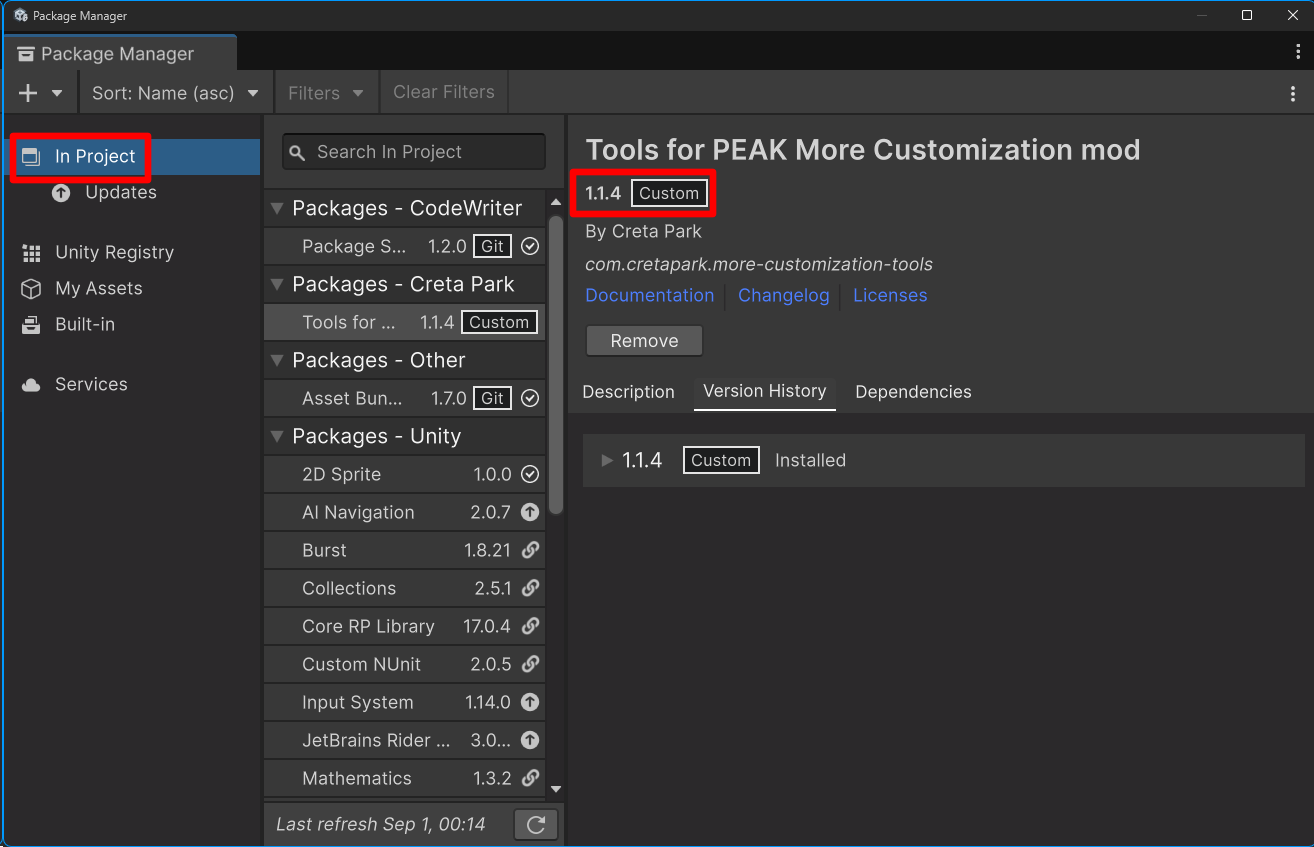 Package Manager
Package Manager
Sort: Name (asc)
Filters
Clear Filters
In Project
Updates
Unity Registry
My Assets
Built-in
Services
Search In Project
Packages - CodeWriter
Package S... 1.2.0 Git
Packages - Creta Park
Tools for ... 1.1.4 Custom
Packages - Other
Asset Bun... 1.7.0 Git
Packages - Unity
2D Sprite 1.0.0
AI Navigation 2.0.7
Burst 1.8.21
Collections 2.5.1
Core RP Library 17.0.4
Custom NUnit 2.0.5
Input System 1.14.0
JetBrains Rider ... 3.0...
Mathematics 1.3.2
Last refresh Sep 1, 00:14
Tools for PEAK More Customization mod
1.1.4 Custom
By Creta Park
com.cretapark.more-customization-tools
Documentation Changelog Licenses
Remove
Description Version History Dependencies
1.1.4 Custom Installed